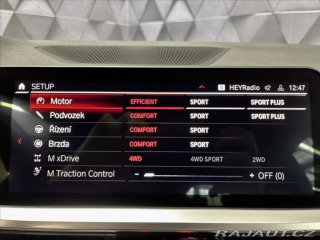 SETUP HEYRadio 12:47
Motor EFFICIENT SPORT SPORT PLUS
Podvozek COMFORT SPORT SPORT PLUS
Řízení COMFORT SPORT
Brzda COMFORT SPORT
M xDrive 4WD 4WD SPORT 2WD
M Traction Control - + OFF (0)
RAJAUT.CZ